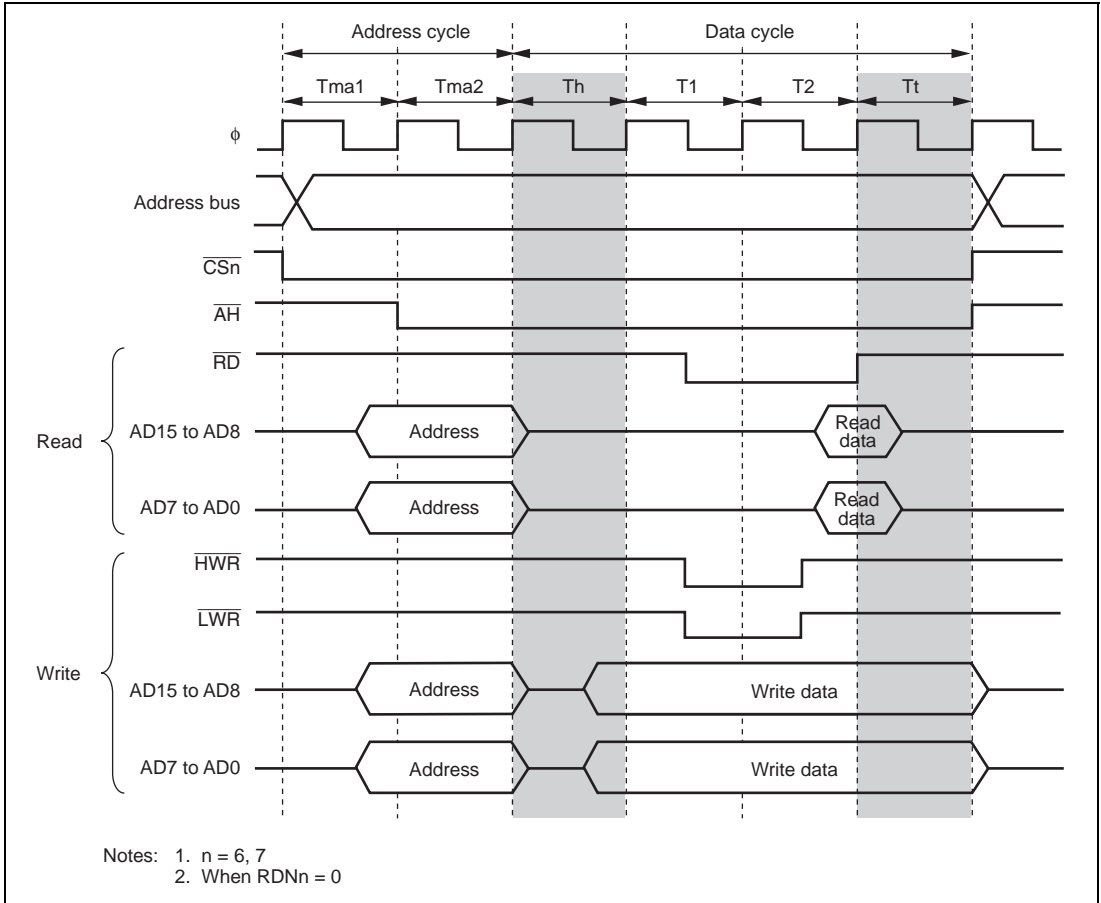 Address cycle Data cycle
Tma1 Tma2 Th T1 T2 Tt
ϕ
Address bus
CSn
AH
RD
Read
AD15 to AD8 Address Read data
AD7 to AD0 Address Read data
HWR
LWR
Write
AD15 to AD8 Address Write data
AD7 to AD0 Address Write data
Notes: 1. n = 6, 7
2. When RDNn = 0